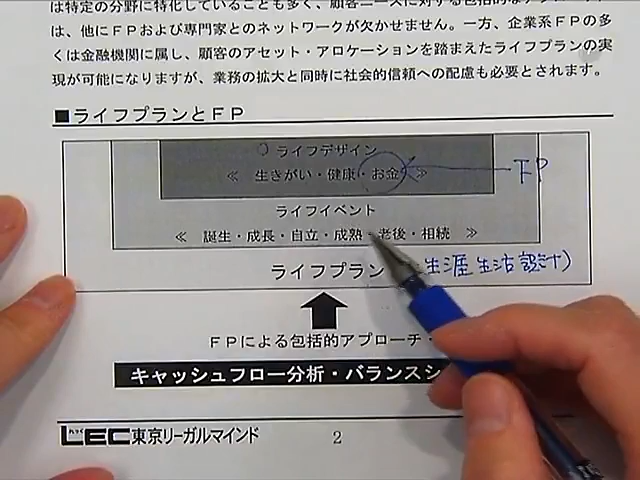 は特定の分野に特化していることも多く、顧客ニーズに対する包括的な
は、他にＦＰおよび専門家とのネットワークが欠かせません。一方、企業系ＦＰの多
くは金融機関に属し、顧客のアセット・アロケーションを踏まえたライフプランの実
現が可能になりますが、業務の拡大と同時に社会的信頼への配慮も必要とされます。
■ライフプランとＦＰ
ライフデザイン
≪ 生きがい・健康・お金 ≫ FP
ライフイベント
≪ 誕生・成長・自立・成熟・老後・相続 ≫
ライフプラン 生涯生活設計)
ＦＰによる包括的アプローチ・
キャッシュフロー分析・バランスシ
LEC東京リーガルマインド 2